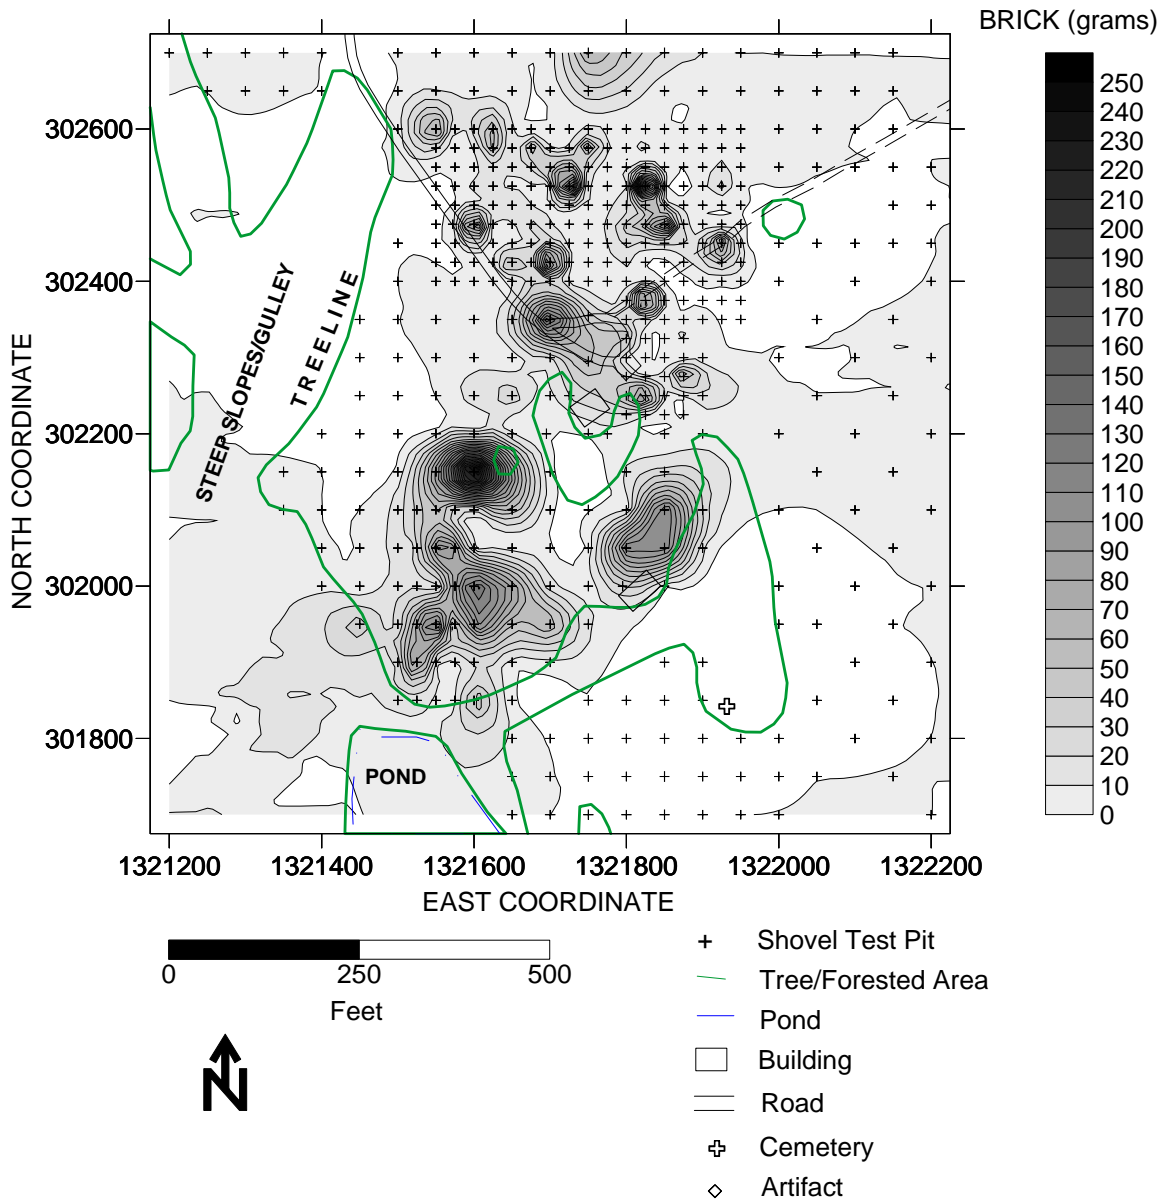 BRICK (grams)
250
240
230
220
210
200
190
180
170
160
150
140
130
120
110
100
90
80
70
60
50
40
30
20
10
0
NORTH COORDINATE
302600
302400
302200
302000
301800
STEEP SLOPES/GULLEY
TREELINE
POND
1321200 1321400 1321600 1321800 1322000 1322200
EAST COORDINATE
0 250 500
Feet
N
Shovel Test Pit
Tree/Forested Area
Pond
Building
Road
Cemetery
Artifact